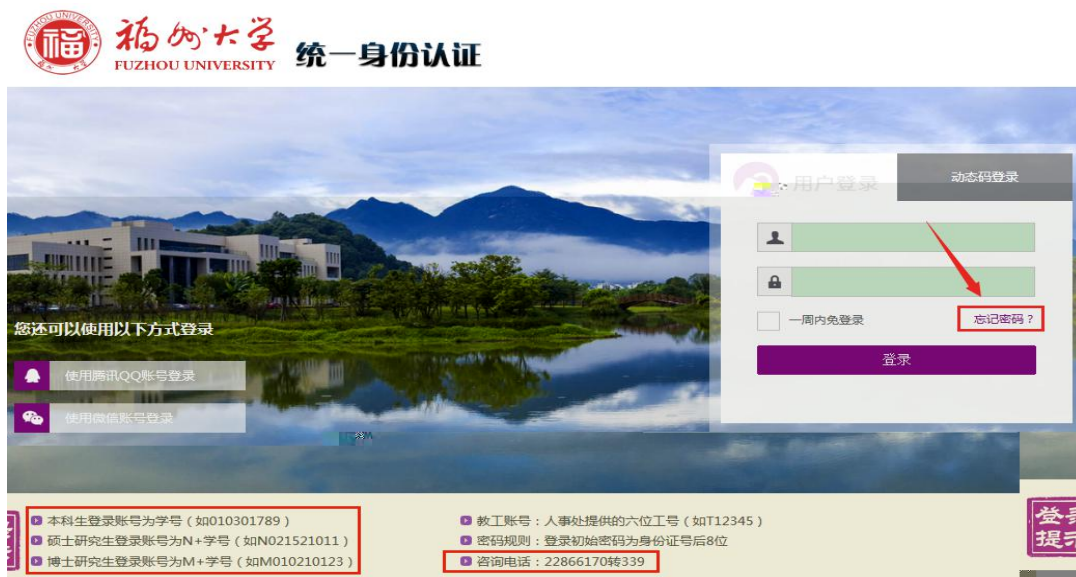 福州大学
FUZHOU UNIVERSITY
统一身份认证
用户登录
动态码登录
一周内免登录
忘记密码？
登录
您还可以使用以下方式登录
使用腾讯QQ账号登录
使用微信账号登录
本科生登录账号为学号（如010301789）
硕士研究生登录账号为N+学号（如N021521011）
博士研究生登录账号为M+学号（如M010210123）
教工账号：人事处提供的六位工号（如T12345）
密码规则：登录初始密码为身份证号后8位
咨询电话：22866170转339
登录
提示